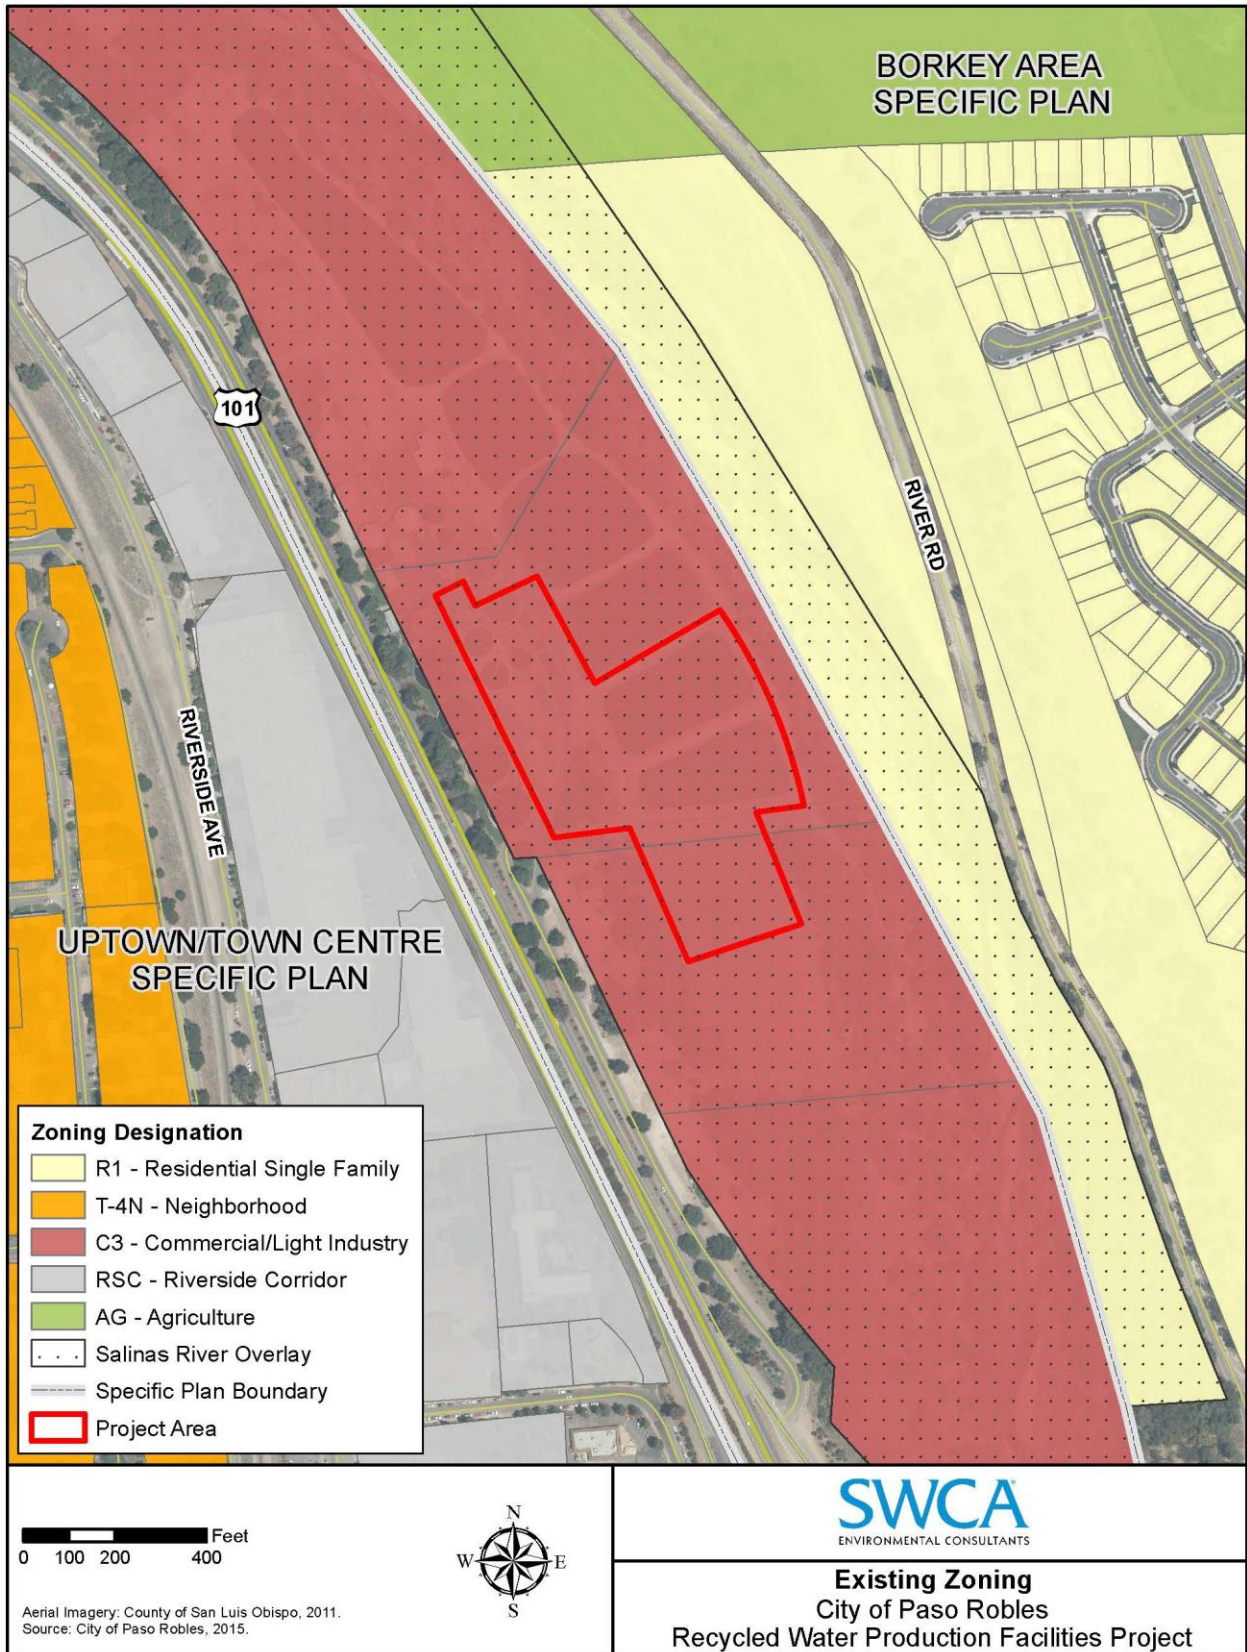 BORKEY AREA
SPECIFIC PLAN
101
RIVER RD
RIVERSIDE AVE
UPTOWN/TOWN CENTRE
SPECIFIC PLAN
Zoning Designation
R1 - Residential Single Family
T-4N - Neighborhood
C3 - Commercial/Light Industry
RSC - Riverside Corridor
AG - Agriculture
Salinas River Overlay
Specific Plan Boundary
Project Area
Feet
0 100 200 400
N
W E
S
Aerial Imagery: County of San Luis Obispo, 2011.
Source: City of Paso Robles, 2015.
SWCA
ENVIRONMENTAL CONSULTANTS
Existing Zoning
City of Paso Robles
Recycled Water Production Facilities Project